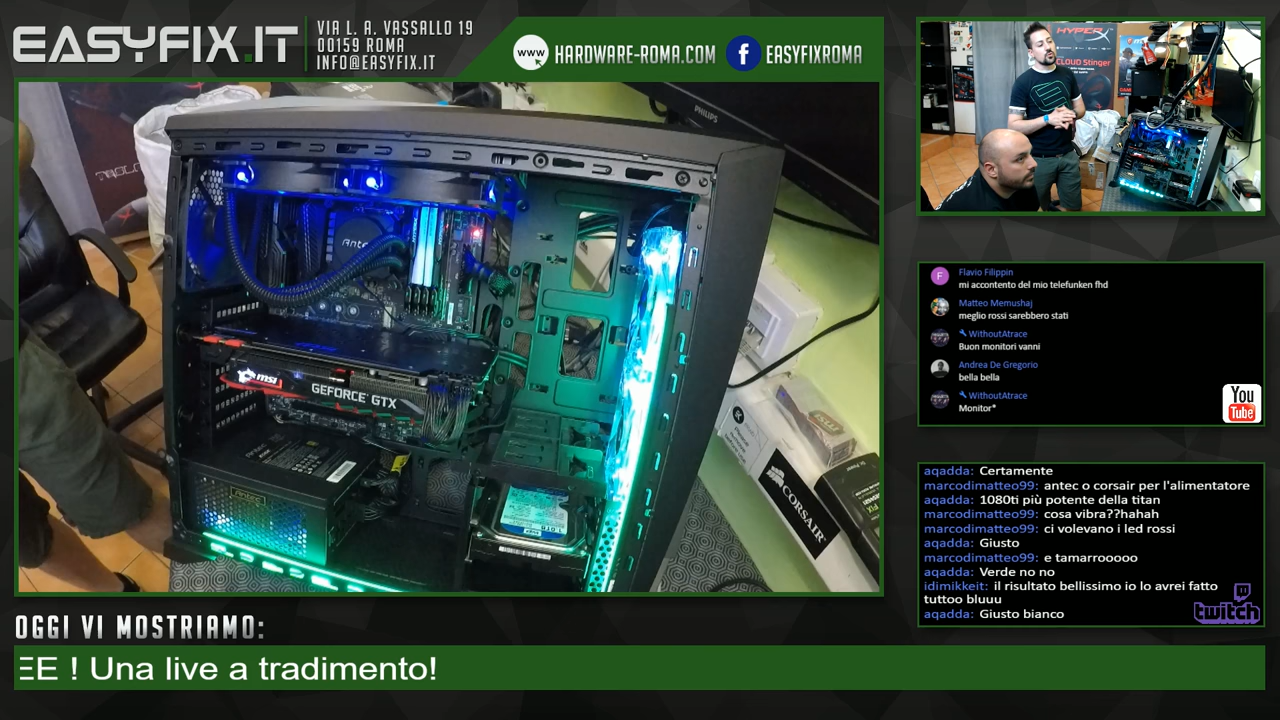 EASYFIX.IT
VIA L. A. VASSALLO 19
00159 ROMA
INFO@EASYFIX.IT
WWW
HARDWARE-ROMA.COM
f
EASYFIXROMA
PHILIPS
Antec
msi
GEFORCE GTX
Antec
CORSAIR
HYPERX
CLOUD Stinger
F
Flavio Filippin
mi accontento del mio telefunken fhd
Matteo Memushaj
meglio rossi sarebbero stati
WithoutAtrace
Buon monitori vanni
Andrea De Gregorio
bella bella
WithoutAtrace
Monitor*
You
Tube
aqadda: Certamente
marcodimatteo99: antec o corsair per l'alimentatore
aqadda: 1080ti più potente della titan
marcodimatteo99: cosa vibra??hahah
marcodimatteo99: ci volevano i led rossi
aqadda: Giusto
marcodimatteo99: e tamarrooooo
aqadda: Verde no no
idimikkeit: il risultato bellissimo io lo avrei fatto
tuttoo bluuu
aqadda: Giusto bianco
twitch
OGGI VI MOSTRIAMO:
EE ! Una live a tradimento!